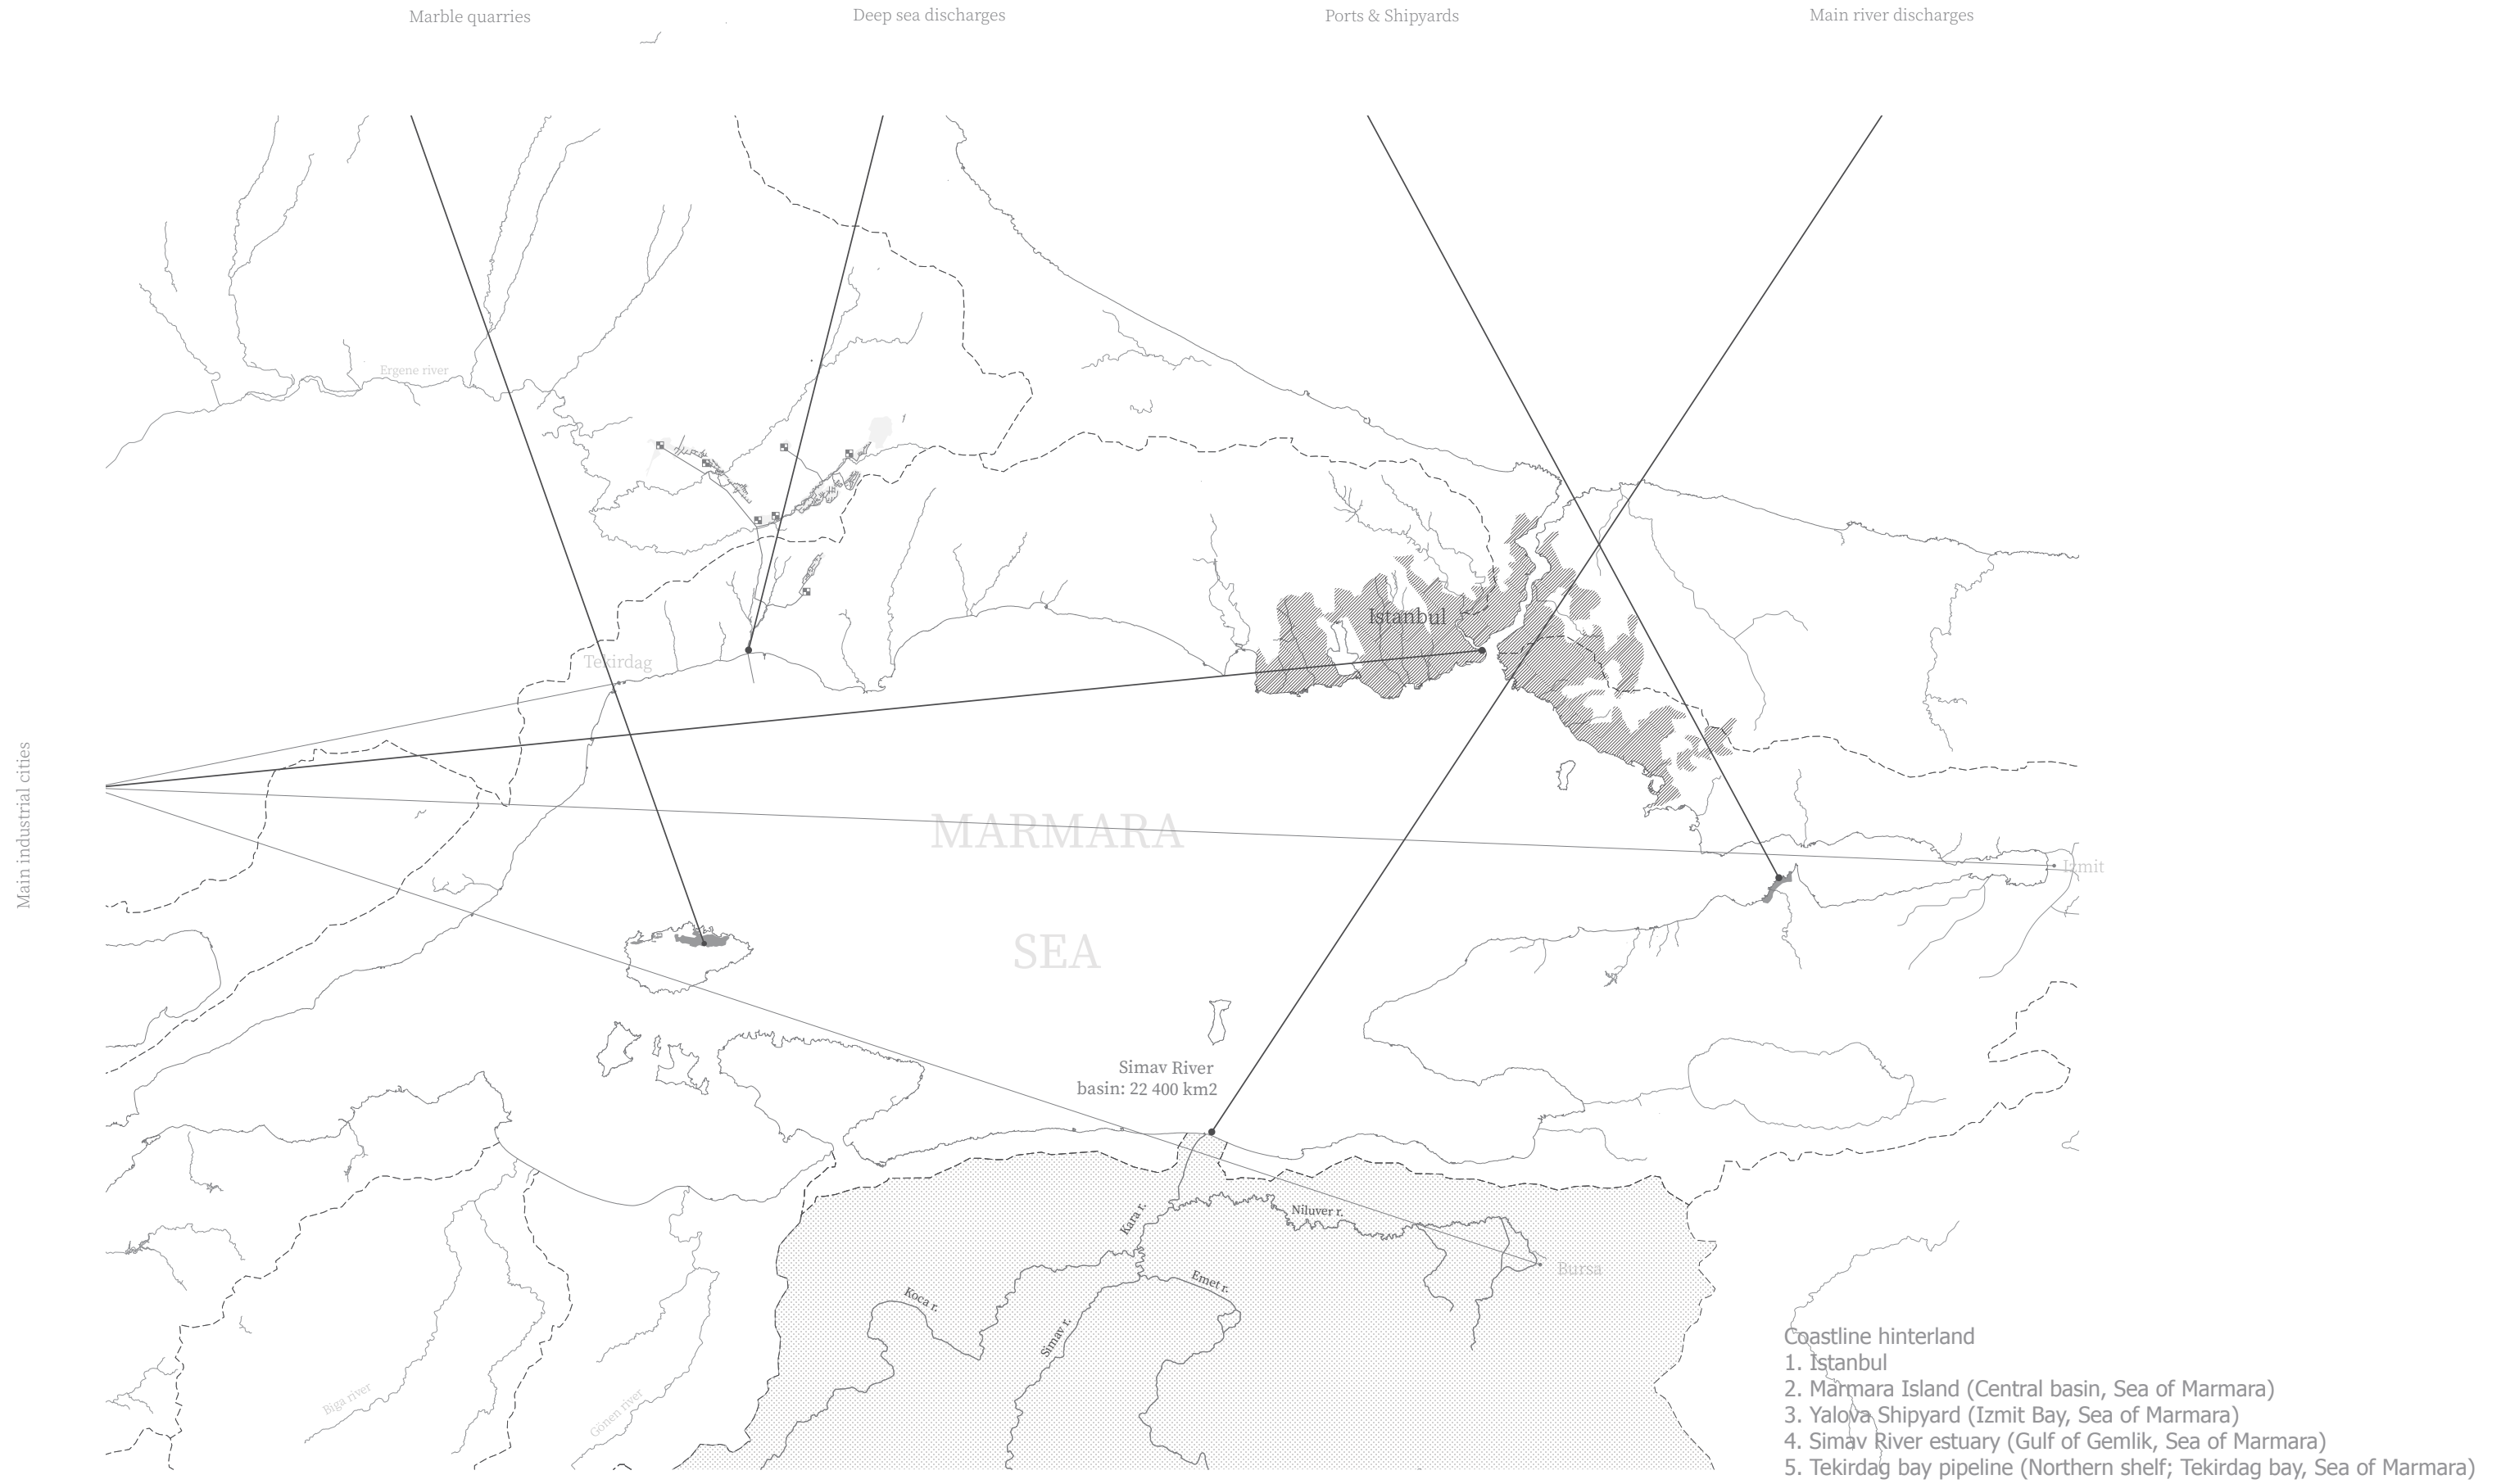 Marble quarries
Deep sea discharges
Ports & Shipyards
Main river discharges
Ergene river
Istanbul
Tekirdag
Main industrial cities
MARMARA
SEA
Izmit
Simav River
basin: 22 400 km2
Kara r.
Niluver r.
Emet r.
Bursa
Koca r.
Simav r.
Biga river
Gönen river
Coastline hinterland
1. Istanbul
2. Marmara Island (Central basin, Sea of Marmara)
3. Yalova Shipyard (Izmit Bay, Sea of Marmara)
4. Simav River estuary (Gulf of Gemlik, Sea of Marmara)
5. Tekirdag bay pipeline (Northern shelf; Tekirdag bay, Sea of Marmara)